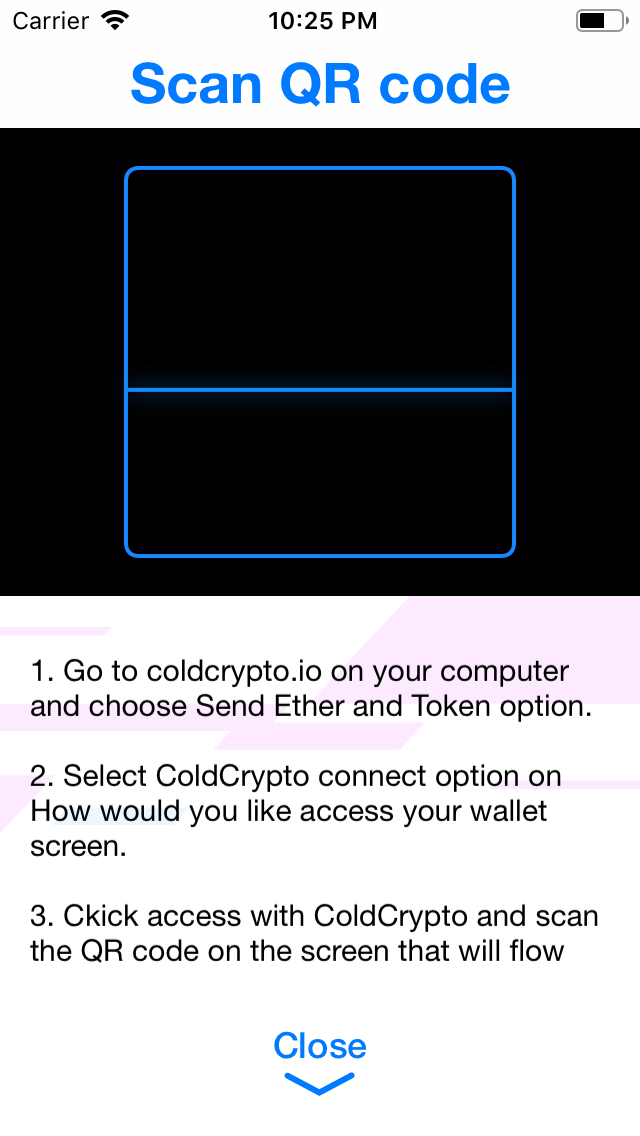 Carrier 10:25 PM
Scan QR code
1. Go to coldcrypto.io on your computer
and choose Send Ether and Token option.
2. Select ColdCrypto connect option on
How would you like access your wallet
screen.
3. Ckick access with ColdCrypto and scan
the QR code on the screen that will flow
Close